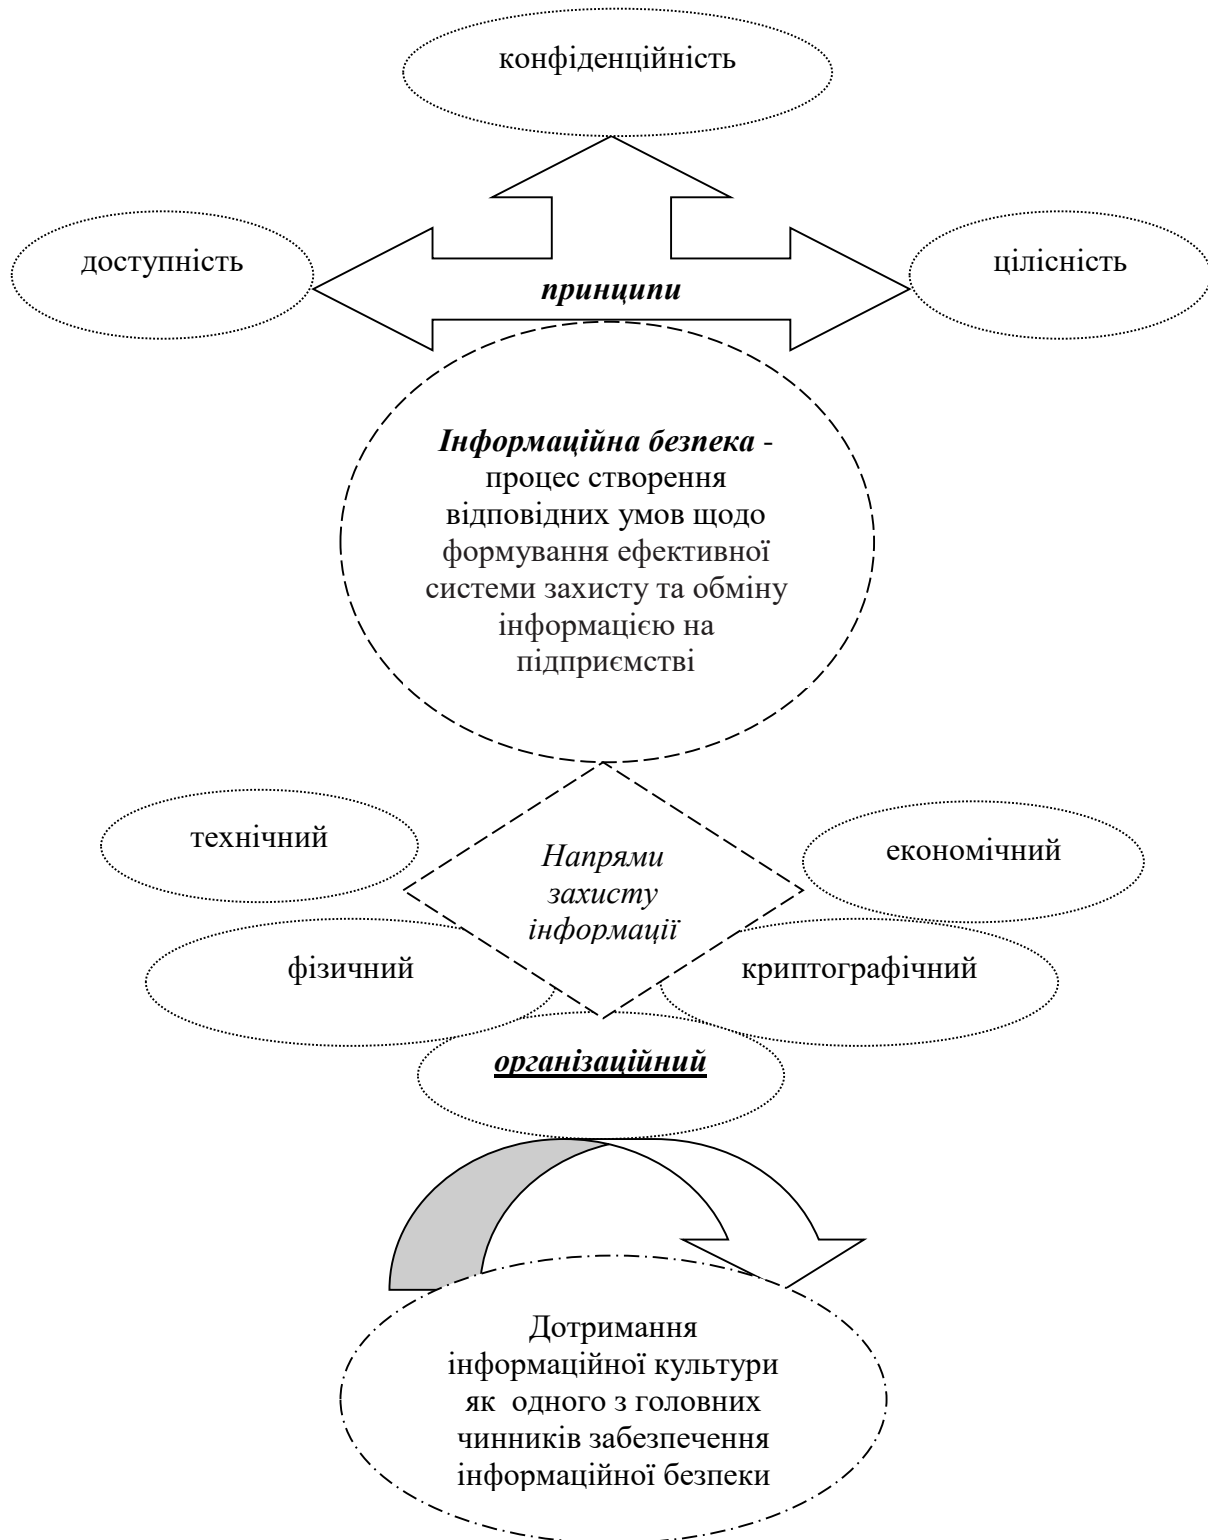 конфіденційність
доступність
цілісність
принципи
Інформаційна безпека -
процес створення
відповідних умов щодо
формування ефективної
системи захисту та обміну
інформацією на
підприємстві
технічний
економічний
Напрями
захисту
інформації
фізичний
криптографічний
організаційний
Дотримання
інформаційної культури
як одного з головних
чинників забезпечення
інформаційної безпеки